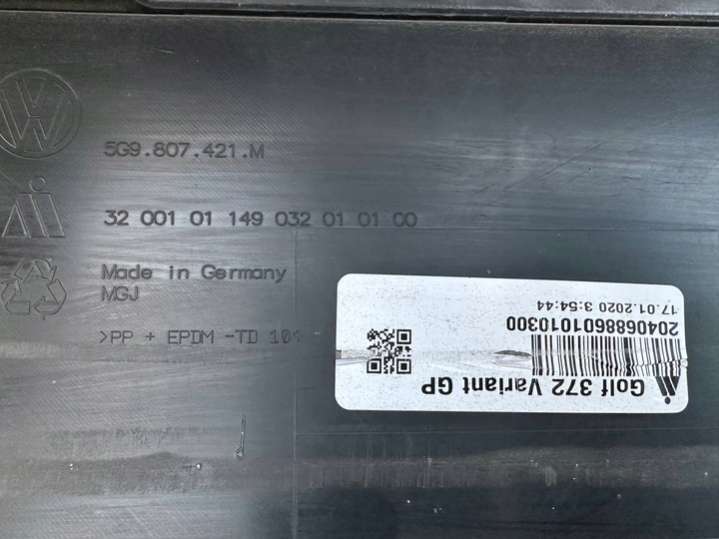 5G9.807.421.M
32 001 01 149 032 01 01 00
Made in Germany
MGJ
>PP + EPDM -TD 10
Golf 372 Variant GP
2040688601010300
17.01.2020 3:54:44